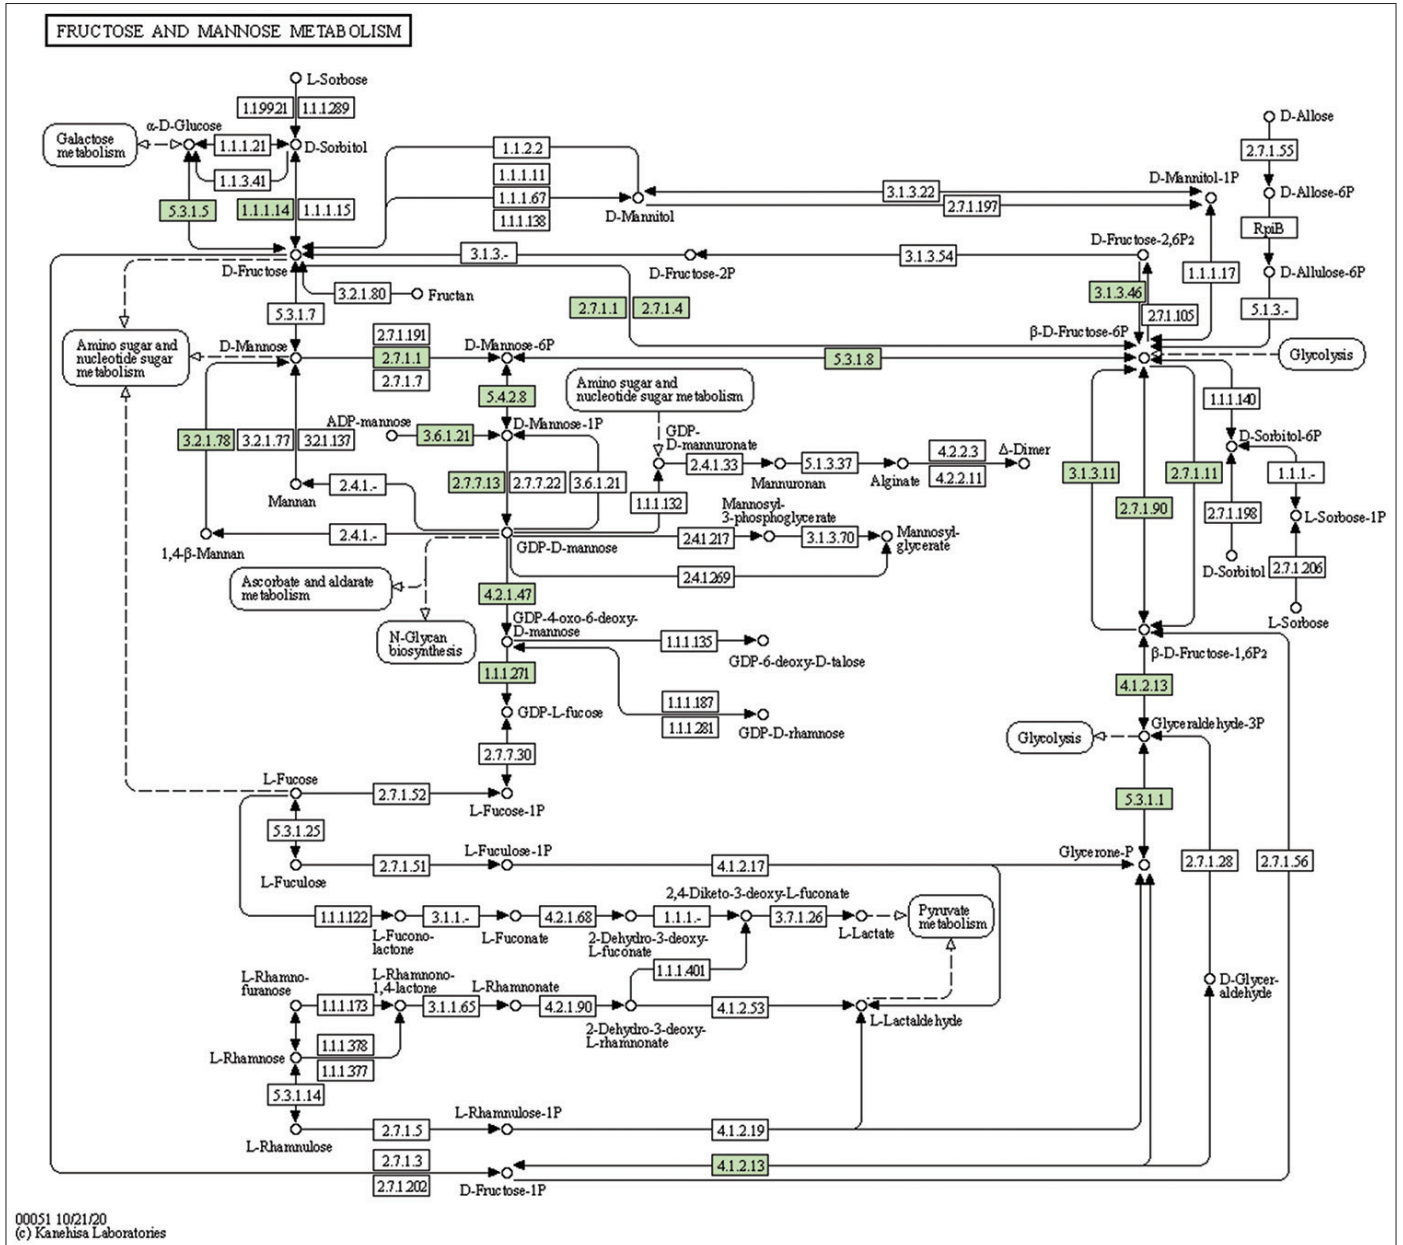 FRUCTOSE AND MANNOSE METABOLISM
L-Sorbose
1.1.99.21
1.1.1.289
α-D-Glucose
Galactose
metabolism
1.1.1.21
D-Sorbitol
1.1.3.41
5.3.1.5
1.1.1.14
1.1.1.15
1.1.2.2
1.1.1.11
1.1.1.67
1.1.1.138
D-Mannitol
3.1.3.22
2.7.1.197
D-Mannitol-1P
D-Allose
2.7.1.55
D-Allose-6P
RpiB
D-Allulose-6P
5.1.3.-
1.1.1.17
D-Fructose
3.1.3.-
D-Fructose-2P
3.1.3.54
D-Fructose-2,6P2
3.2.1.80
Fructan
5.3.1.7
2.7.1.1
2.7.1.4
3.1.3.46
2.7.1.105
β-D-Fructose-6P
Glycolysis
Amino sugar and
nucleotide sugar
metabolism
D-Mannose
2.7.1.191
2.7.1.1
2.7.1.7
D-Mannose-6P
5.3.1.8
5.4.2.8
Amino sugar and
nucleotide sugar metabolism
1.1.1.140
D-Sorbitol-6P
ADP-mannose
3.6.1.21
D-Mannose-1P
3.2.1.78
3.2.1.77
3.2.1.137
GDP-
D-mannuronate
2.4.1.33
Mannuronan
5.1.3.37
Alginate
4.2.2.3
4.2.2.11
Δ-Dimer
3.1.3.11
2.7.1.11
2.7.1.90
1.1.1.-
2.7.1.198
L-Sorbose-1P
D-Sorbitol
2.7.1.206
L-Sorbose
Mannan
2.4.1.-
2.7.7.13
2.7.7.22
3.6.1.21
1.1.1.132
1,4-β-Mannan
2.4.1.-
GDP-D-mannose
2.4.1.217
Mannosyl-
3-phosphoglycerate
3.1.3.70
Mannosyl-
glycerate
2.4.1.269
Ascorbate and aldarate
metabolism
N-Glycan
biosynthesis
4.2.1.47
GDP-4-oxo-6-deoxy-
D-mannose
1.1.1.135
GDP-6-deoxy-D-talose
1.1.1.271
1.1.1.187
1.1.1.281
GDP-D-rhamnose
GDP-L-fucose
2.7.7.30
β-D-Fructose-1,6P2
4.1.2.13
Glyceraldehyde-3P
Glycolysis
5.3.1.1
L-Fucose
2.7.1.52
L-Fucose-1P
5.3.1.25
L-Fuculose
2.7.1.51
L-Fuculose-1P
4.1.2.17
Glycerone-P
2.7.1.28
2.7.1.56
1.1.1.122
L-Fucono-
lactone
3.1.1.-
L-Fuconate
4.2.1.68
2-Dehydro-3-deoxy-
L-fuconate
1.1.1.-
2,4-Diketo-3-deoxy-L-fuconate
3.7.1.26
L-Lactate
Pyruvate
metabolism
1.1.1.401
D-Glycer-
aldehyde
L-Rhamno-
furanose
1.1.1.173
L-Rhamnono-
1,4-lactone
3.1.1.65
L-Rhamnonate
4.2.1.90
2-Dehydro-3-deoxy-
L-rhamnonate
4.1.2.53
L-Lactaldehyde
L-Rhamnose
1.1.1.378
1.1.1.377
5.3.1.14
L-Rhamnulose
2.7.1.5
L-Rhamnulose-1P
4.1.2.19
2.7.1.3
2.7.1.202
D-Fructose-1P
4.1.2.13
00051 10/21/20
(c) Kanehisa Laboratories